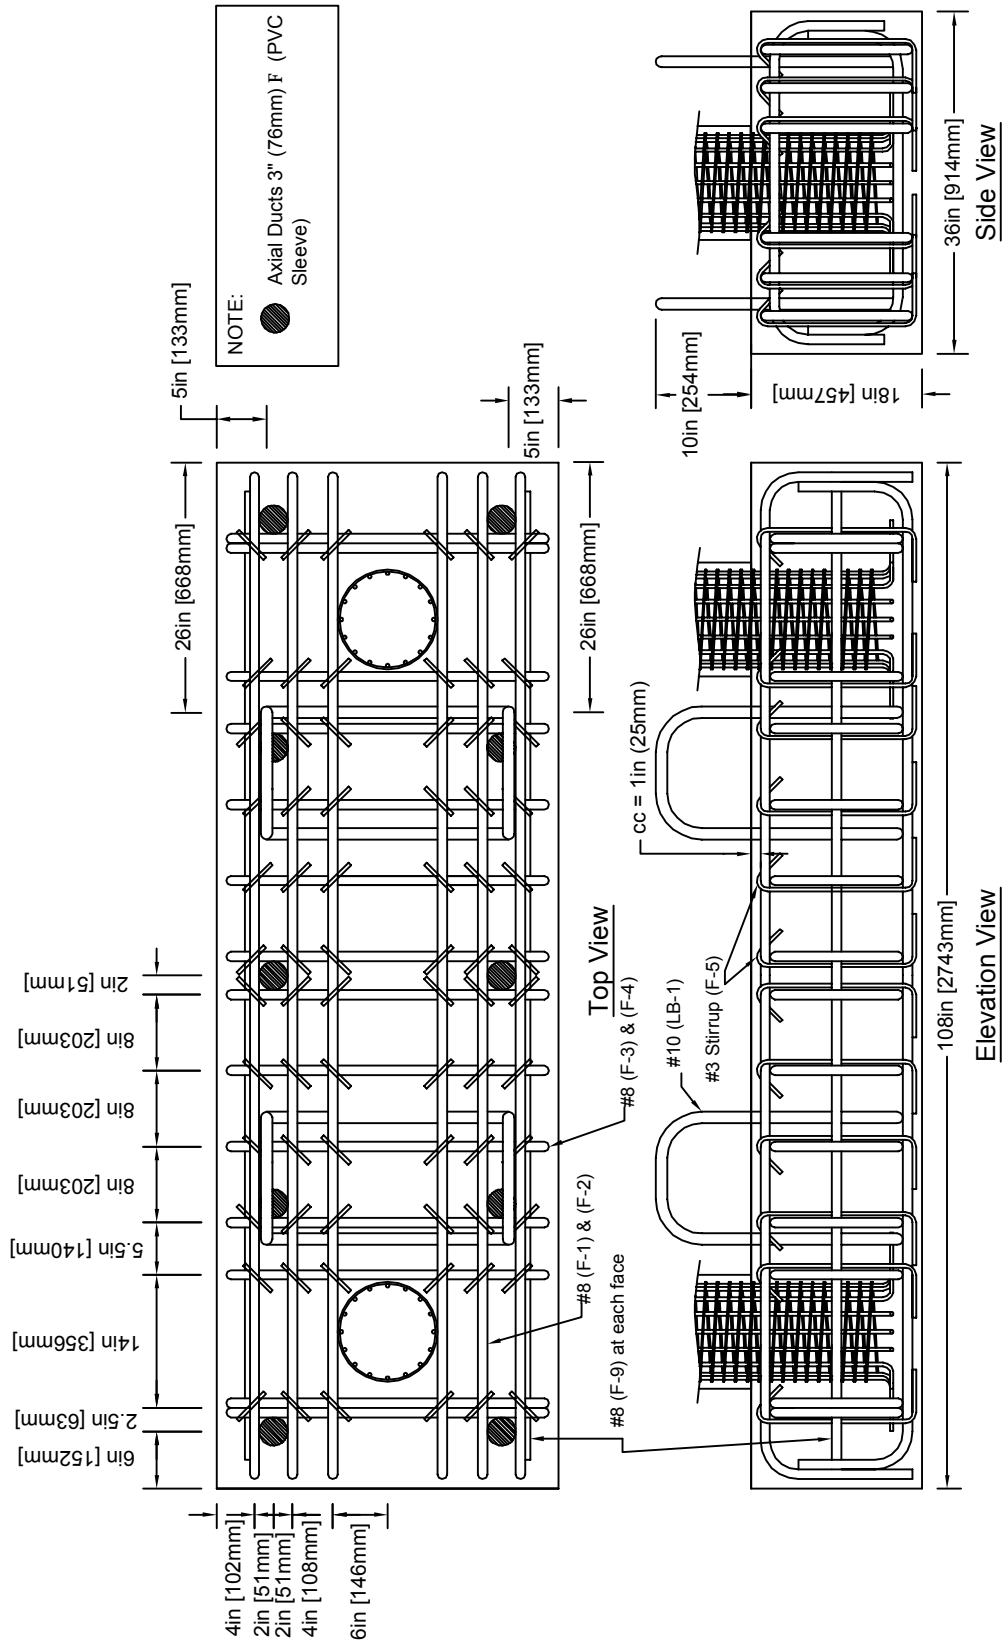 NOTE:
Axial Ducts 3" (76mm) F (PVC
Sleeve)
5in [133mm]
5in [133mm]
26in [668mm]
26in [668mm]
2in [51mm]
8in [203mm]
8in [203mm]
8in [203mm]
5.5in [140mm]
14in [356mm]
2.5in [63mm]
6in [152mm]
4in [102mm]
2in [51mm]
2in [51mm]
4in [108mm]
6in [146mm]
Top View
#8 (F-3) & (F-4)
#8 (F-1) & (F-2)
#8 (F-9) at each face
#10 (LB-1)
#3 Stirrup (F-5)
cc = 1in (25mm)
108in [2743mm]
Elevation View
10in [254mm]
18in [457mm]
36in [914mm]
Side View